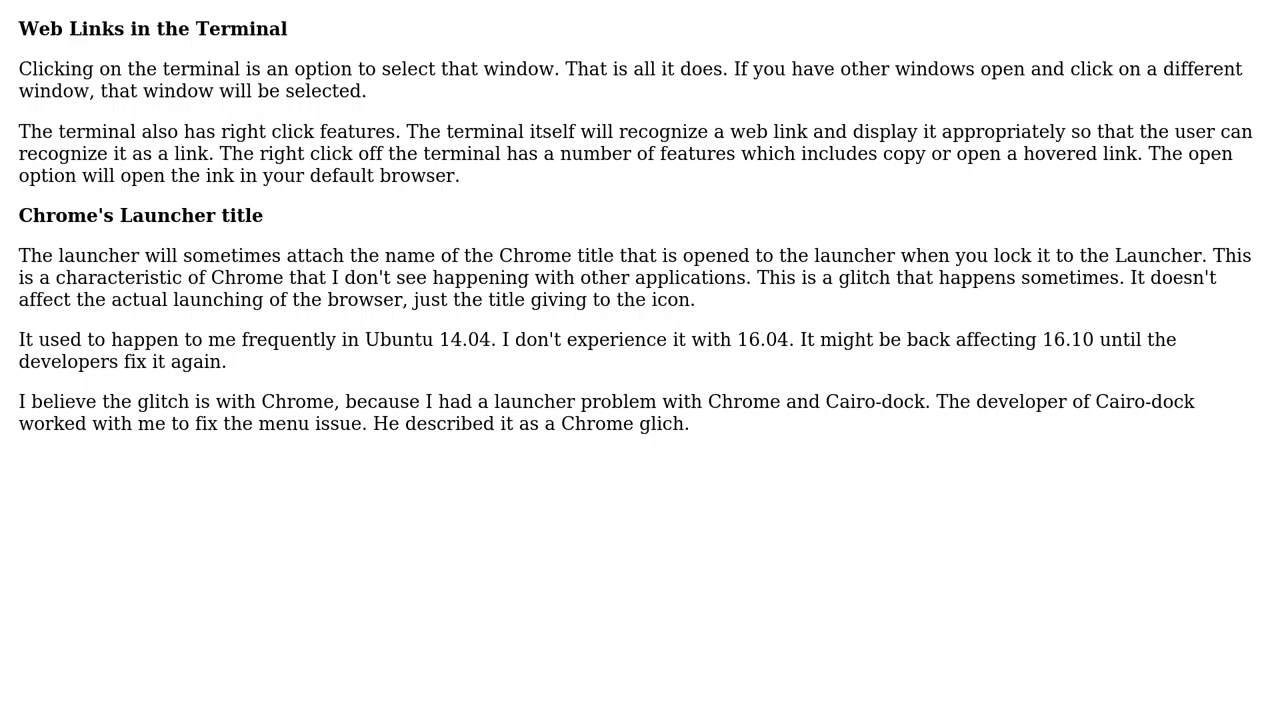 Web Links in the Terminal
Clicking on the terminal is an option to select that window. That is all it does. If you have other windows open and click on a different
window, that window will be selected.
The terminal also has right click features. The terminal itself will recognize a web link and display it appropriately so that the user can
recognize it as a link. The right click off the terminal has a number of features which includes copy or open a hovered link. The open
option will open the ink in your default browser.
Chrome's Launcher title
The launcher will sometimes attach the name of the Chrome title that is opened to the launcher when you lock it to the Launcher. This
is a characteristic of Chrome that I don't see happening with other applications. This is a glitch that happens sometimes. It doesn't
affect the actual launching of the browser, just the title giving to the icon.
It used to happen to me frequently in Ubuntu 14.04. I don't experience it with 16.04. It might be back affecting 16.10 until the
developers fix it again.
I believe the glitch is with Chrome, because I had a launcher problem with Chrome and Cairo-dock. The developer of Cairo-dock
worked with me to fix the menu issue. He described it as a Chrome glich.